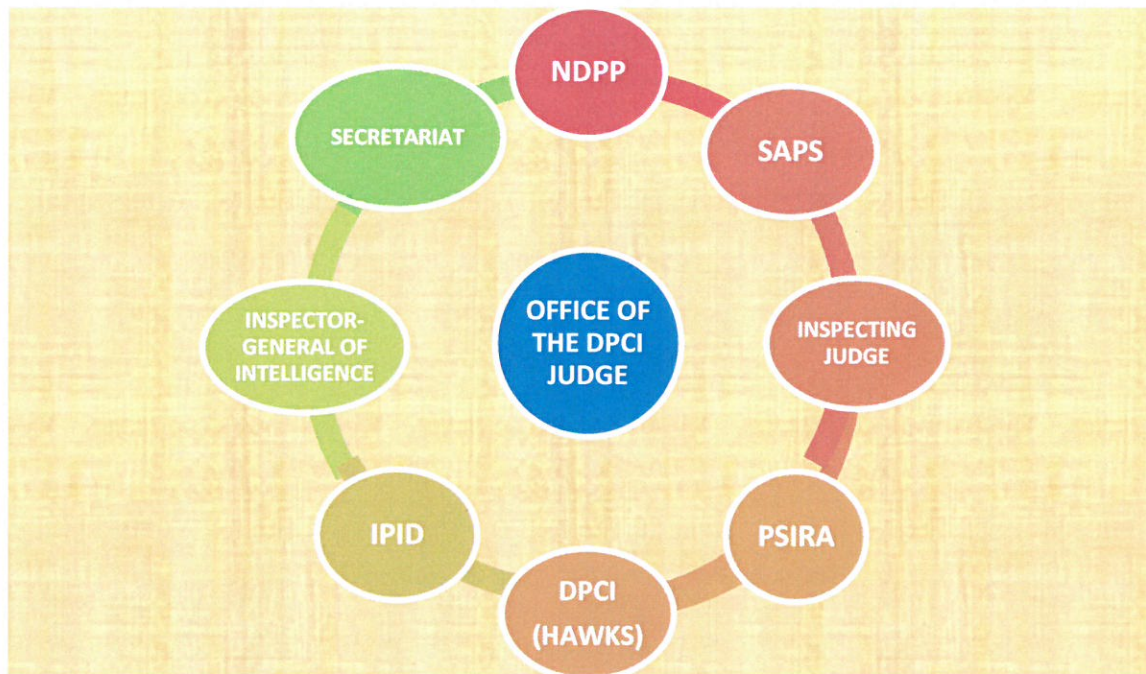 NDPP
SECRETARIAT
SAPS
INSPECTOR-
GENERAL OF
INTELLIGENCE
OFFICE OF
THE DPCI
JUDGE
INSPECTING
JUDGE
IPID
PSIRA
DPCI
(HAWKS)